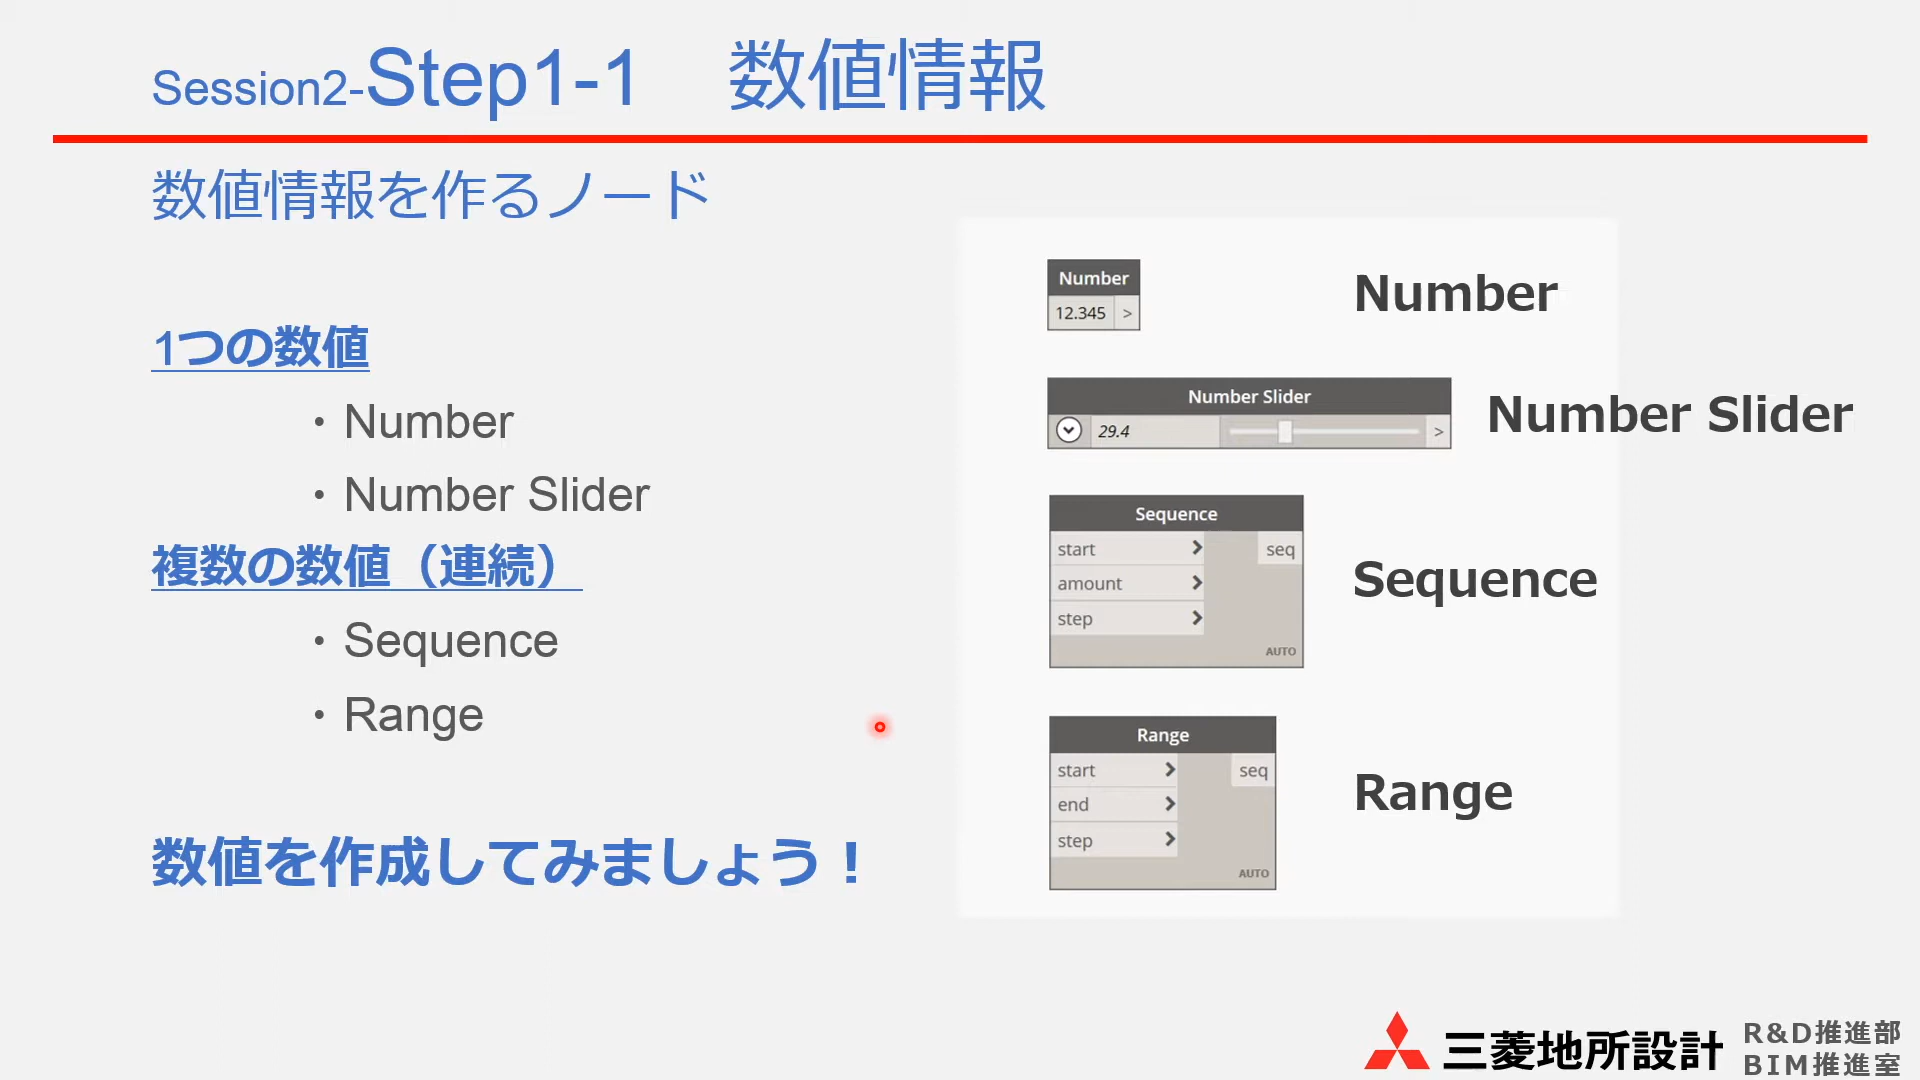 Session2-Step1-1　数値情報
数値情報を作るノード
1つの数値
・Number
・Number Slider
複数の数値（連続）
・Sequence
・Range
数値を作成してみましょう！
Number
12.345 >
Number
Number Slider
29.4 >
Number Slider
Sequence
start > seq
amount >
step >
AUTO
Sequence
Range
start > seq
end >
step >
AUTO
Range
三菱地所設計
R&D推進部
BIM推進室